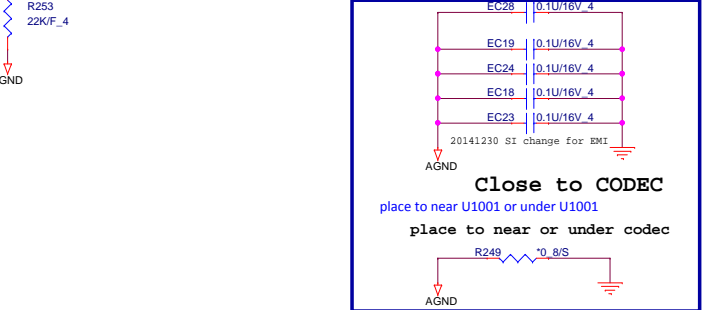 R253
22K/F_4
GND
EC28 0.1U/16V_4
EC19 0.1U/16V_4
EC24 0.1U/16V_4
EC18 0.1U/16V_4
EC23 0.1U/16V_4
20141230 SI change for EMI
AGND
Close to CODEC
place to near U1001 or under U1001
place to near or under codec
R249 *0_8/S
AGND